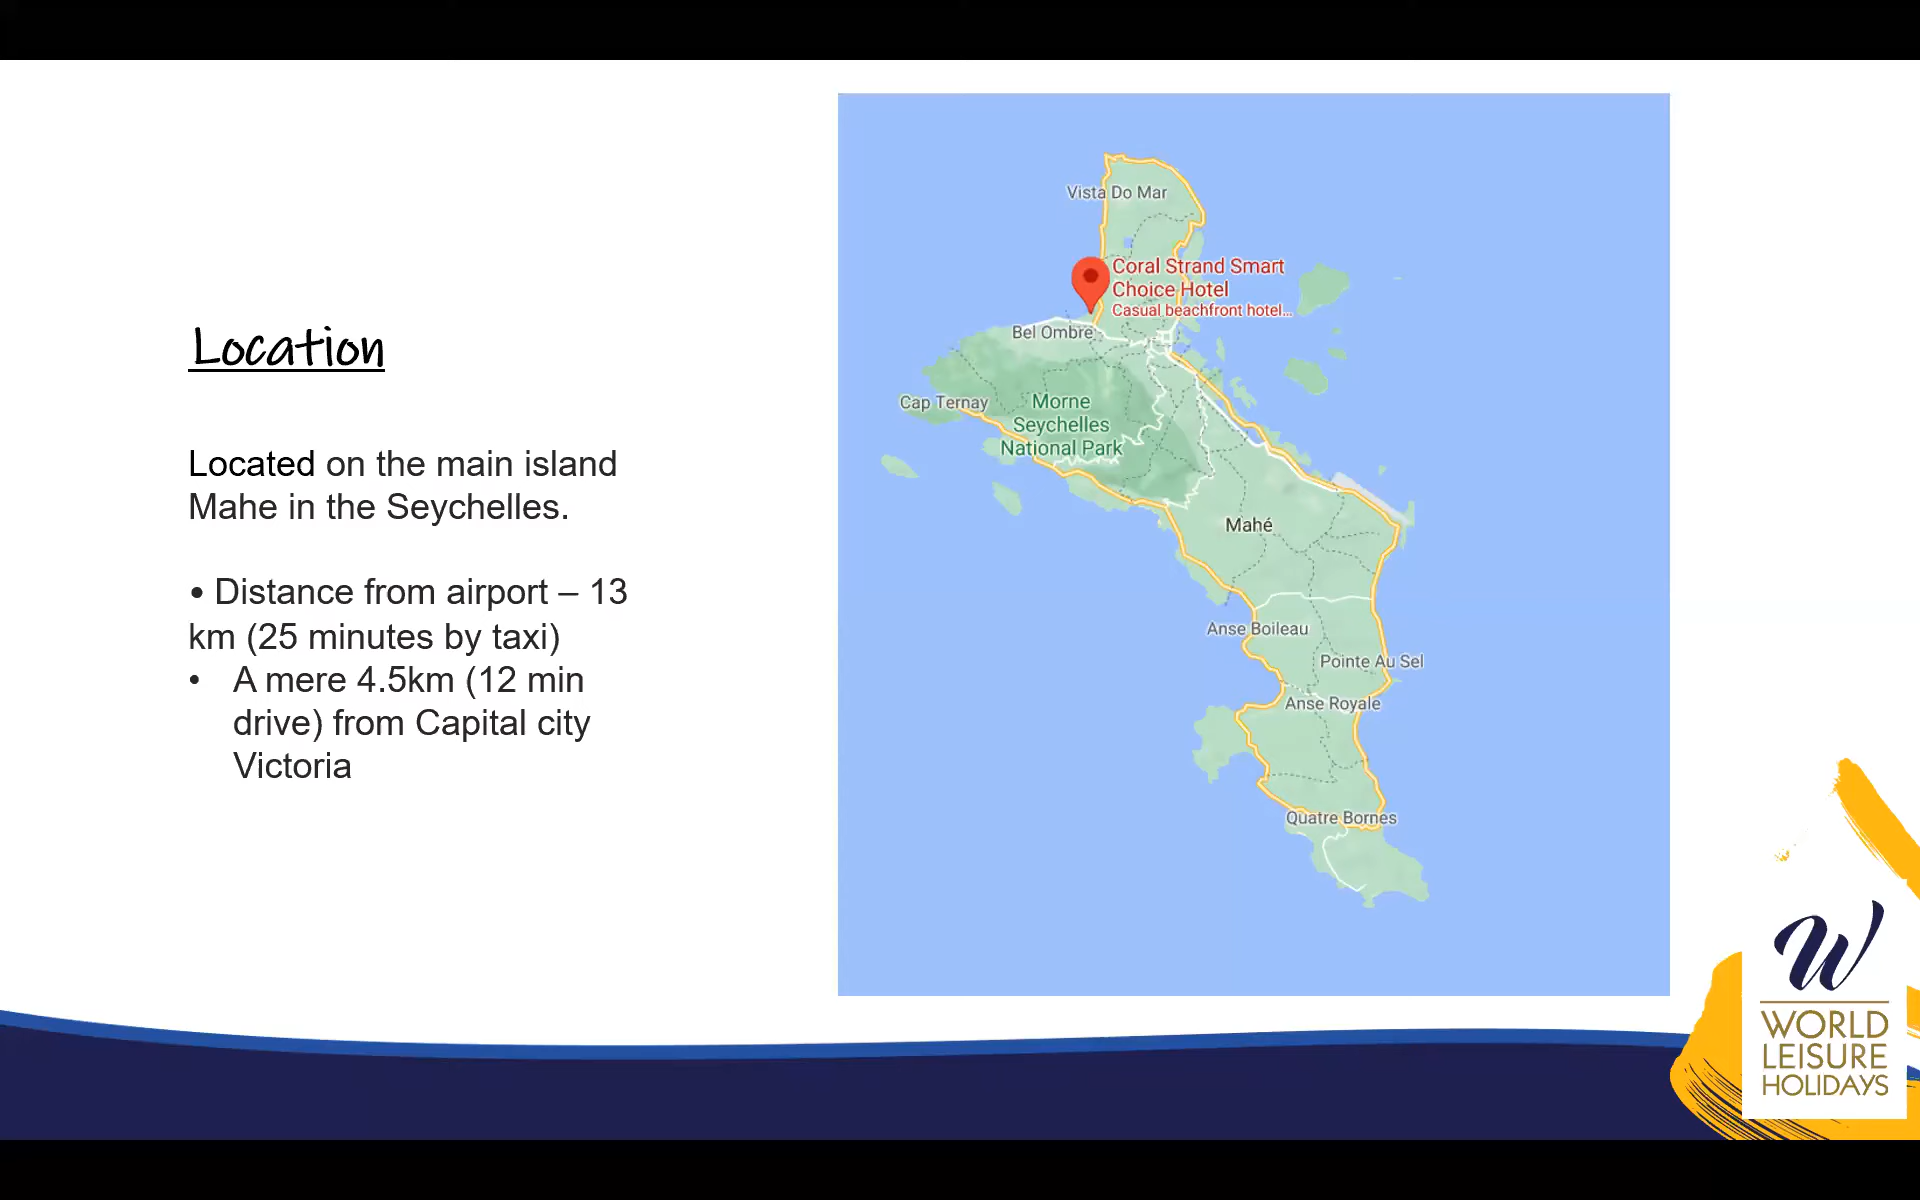 Location
Located on the main island
Mahe in the Seychelles.
• Distance from airport – 13
km (25 minutes by taxi)
• A mere 4.5km (12 min
drive) from Capital city
Victoria
Vista Do Mar
Coral Strand Smart
Choice Hotel
Casual beachfront hotel...
Bel Ombre
Cap Ternay
Morne
Seychelles
National Park
Mahé
Anse Boileau
Pointe Au Sel
Anse Royale
Quatre Bornes
W
WORLD
LEISURE
HOLIDAYS